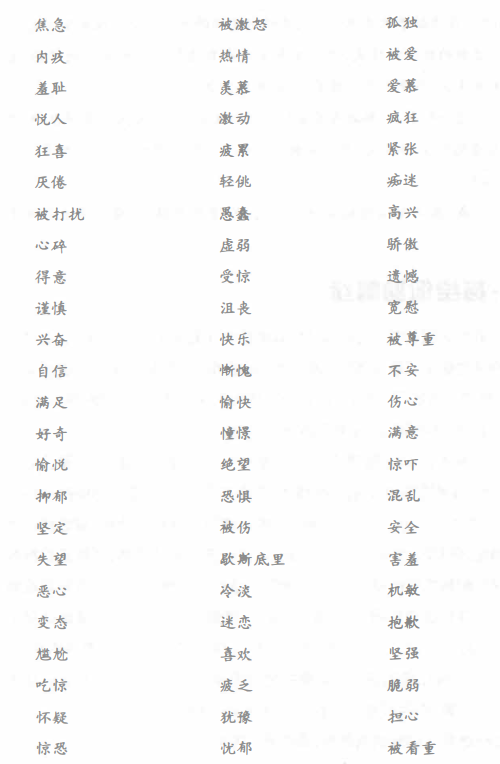 焦急 被激怒 孤独
内疚 热情 被爱
羞耻 羡慕 爱慕
悦人 激动 疯狂
狂喜 疲累 紧张
厌倦 轻佻 痴迷
被打扰 愚蠢 高兴
心碎 虚弱 骄傲
得意 受惊 遗憾
谨慎 沮丧 宽慰
兴奋 快乐 被尊重
自信 惭愧 不安
满足 愉快 伤心
好奇 憧憬 满意
愉悦 绝望 惊吓
抑郁 恐惧 混乱
坚定 被伤 安全
失望 歇斯底里 害羞
恶心 冷淡 机敏
变态 迷恋 抱歉
尴尬 喜欢 坚强
吃惊 疲乏 脆弱
怀疑 犹豫 担心
惊恐 忧郁 被看重